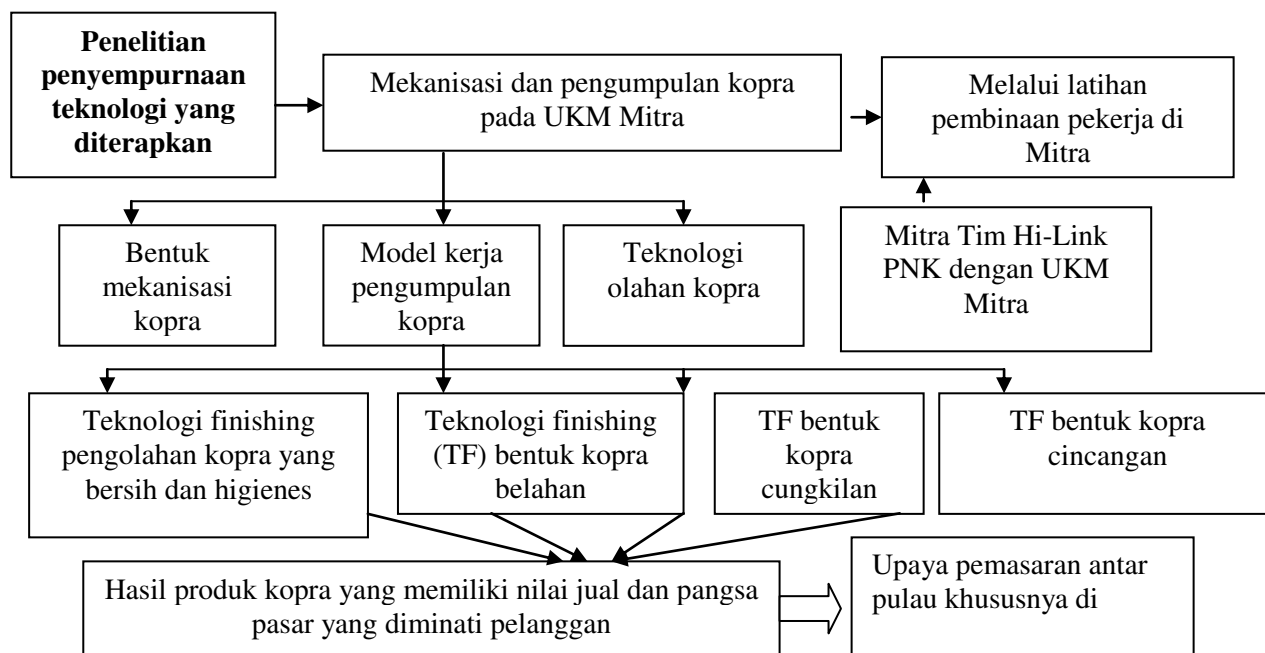 Penelitian
penyempurnaan
teknologi yang
diterapkan
Mekanisasi dan pengumpulan kopra
pada UKM Mitra
Melalui latihan
pembinaan pekerja di
Mitra
Bentuk
mekanisasi
kopra
Model kerja
pengumpulan
kopra
Teknologi
olahan kopra
Mitra Tim Hi-Link
PNK dengan UKM
Mitra
Teknologi finishing
pengolahan kopra yang
bersih dan higienes
Teknologi finishing
(TF) bentuk kopra
belahan
TF bentuk
kopra
cungkilan
TF bentuk kopra
cincangan
Hasil produk kopra yang memiliki nilai jual dan pangsa
pasar yang diminati pelanggan
Upaya pemasaran antar
pulau khususnya di